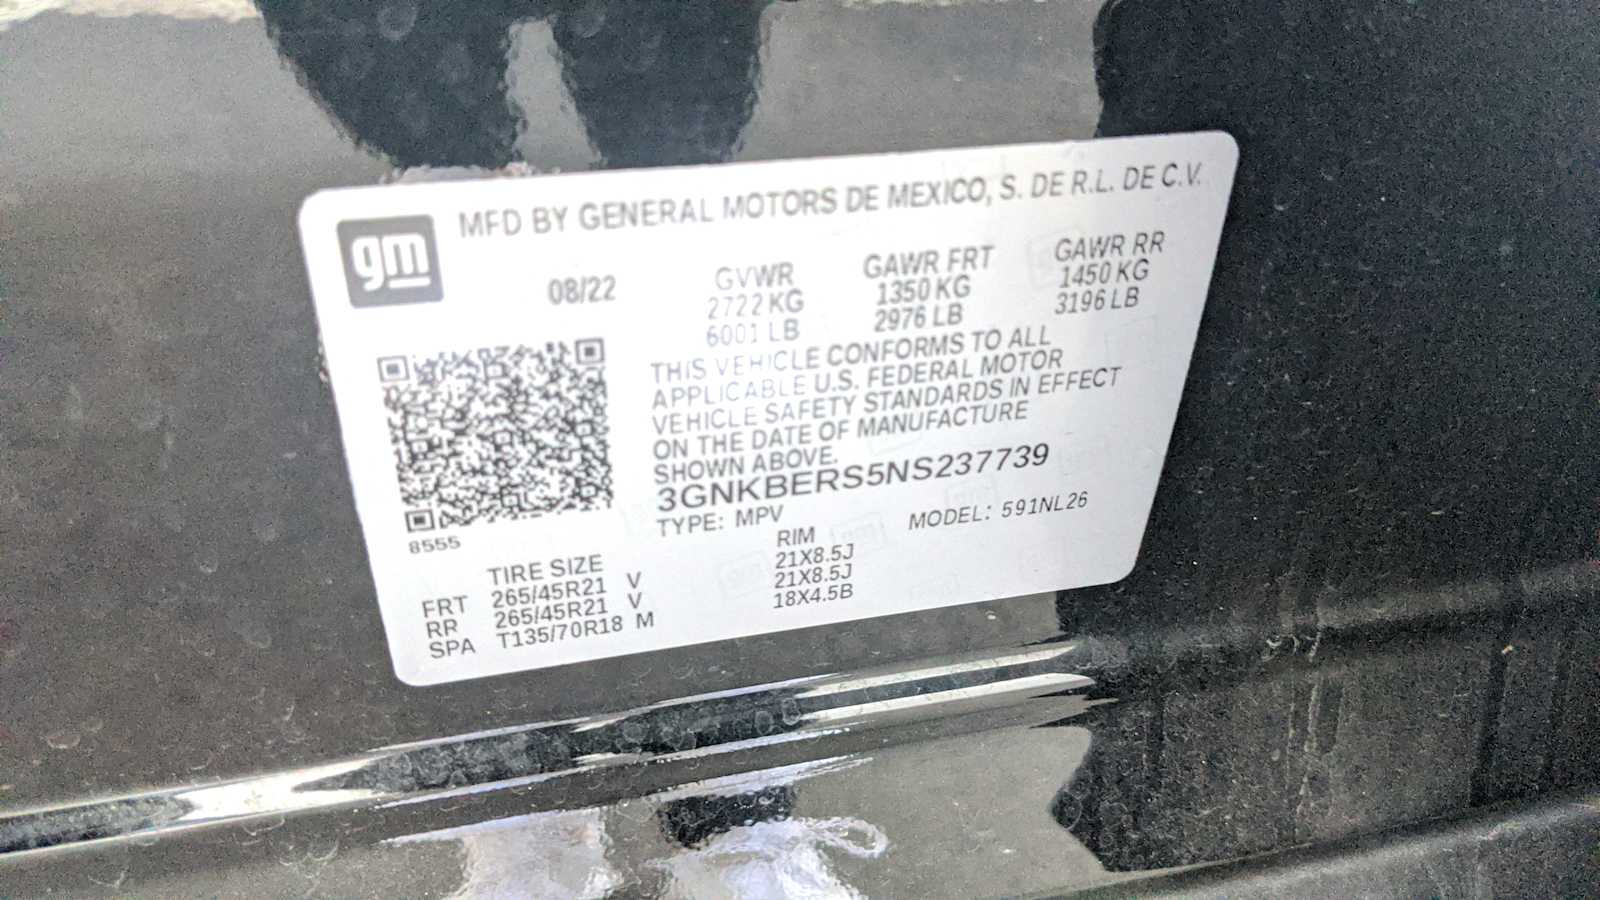 gm
MFD BY GENERAL MOTORS DE MEXICO, S. DE R.L. DE C.V.
08/22
GVWR
2722 KG
6001 LB
GAWR FRT
1350 KG
2976 LB
GAWR RR
1450 KG
3196 LB
THIS VEHICLE CONFORMS TO ALL
APPLICABLE U.S. FEDERAL MOTOR
VEHICLE SAFETY STANDARDS IN EFFECT
ON THE DATE OF MANUFACTURE
SHOWN ABOVE.
3GNKBERS5NS237739
TYPE: MPV
MODEL: 591NL26
8555
TIRE SIZE RIM
FRT 265/45R21 V 21X8.5J
RR 265/45R21 V 21X8.5J
SPA T135/70R18 M 18X4.5B